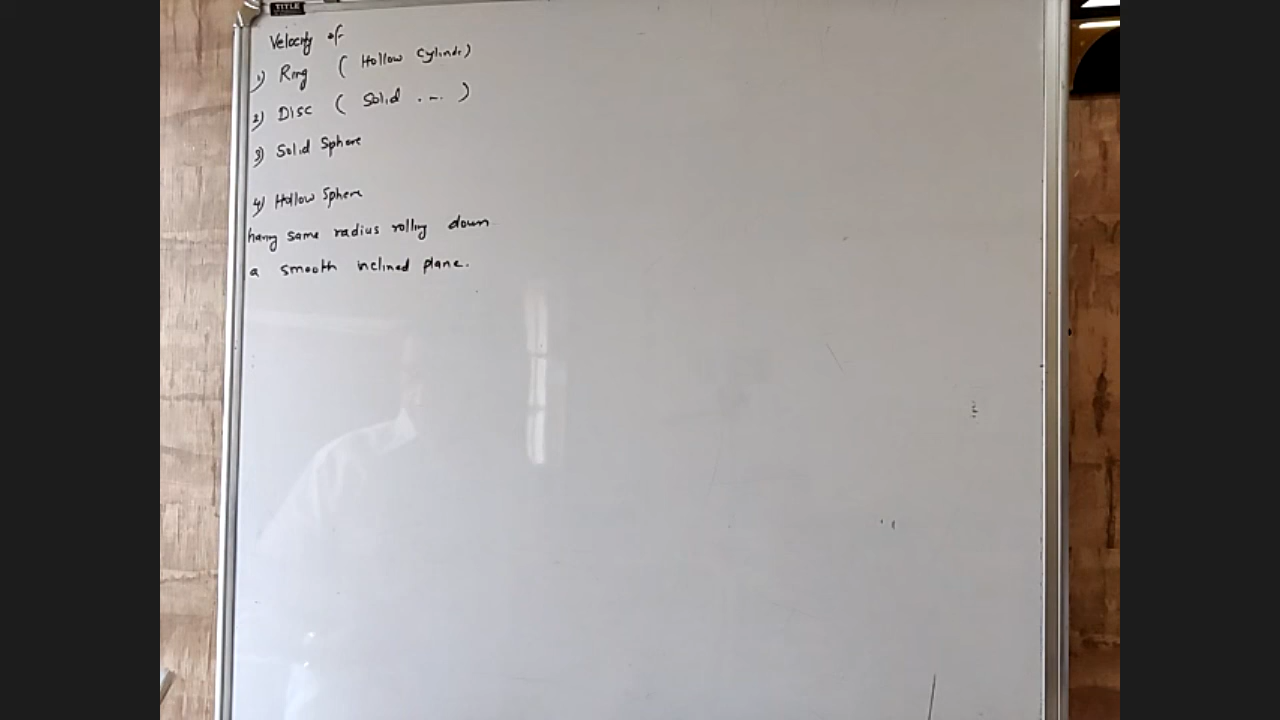 TITLE
Velocity of
1) Ring ( Hollow Cylinder)
2) Disc ( Solid . -. )
3) Solid Sphere
4) Hollow Sphere
having same radius rolling down
a smooth inclined plane.